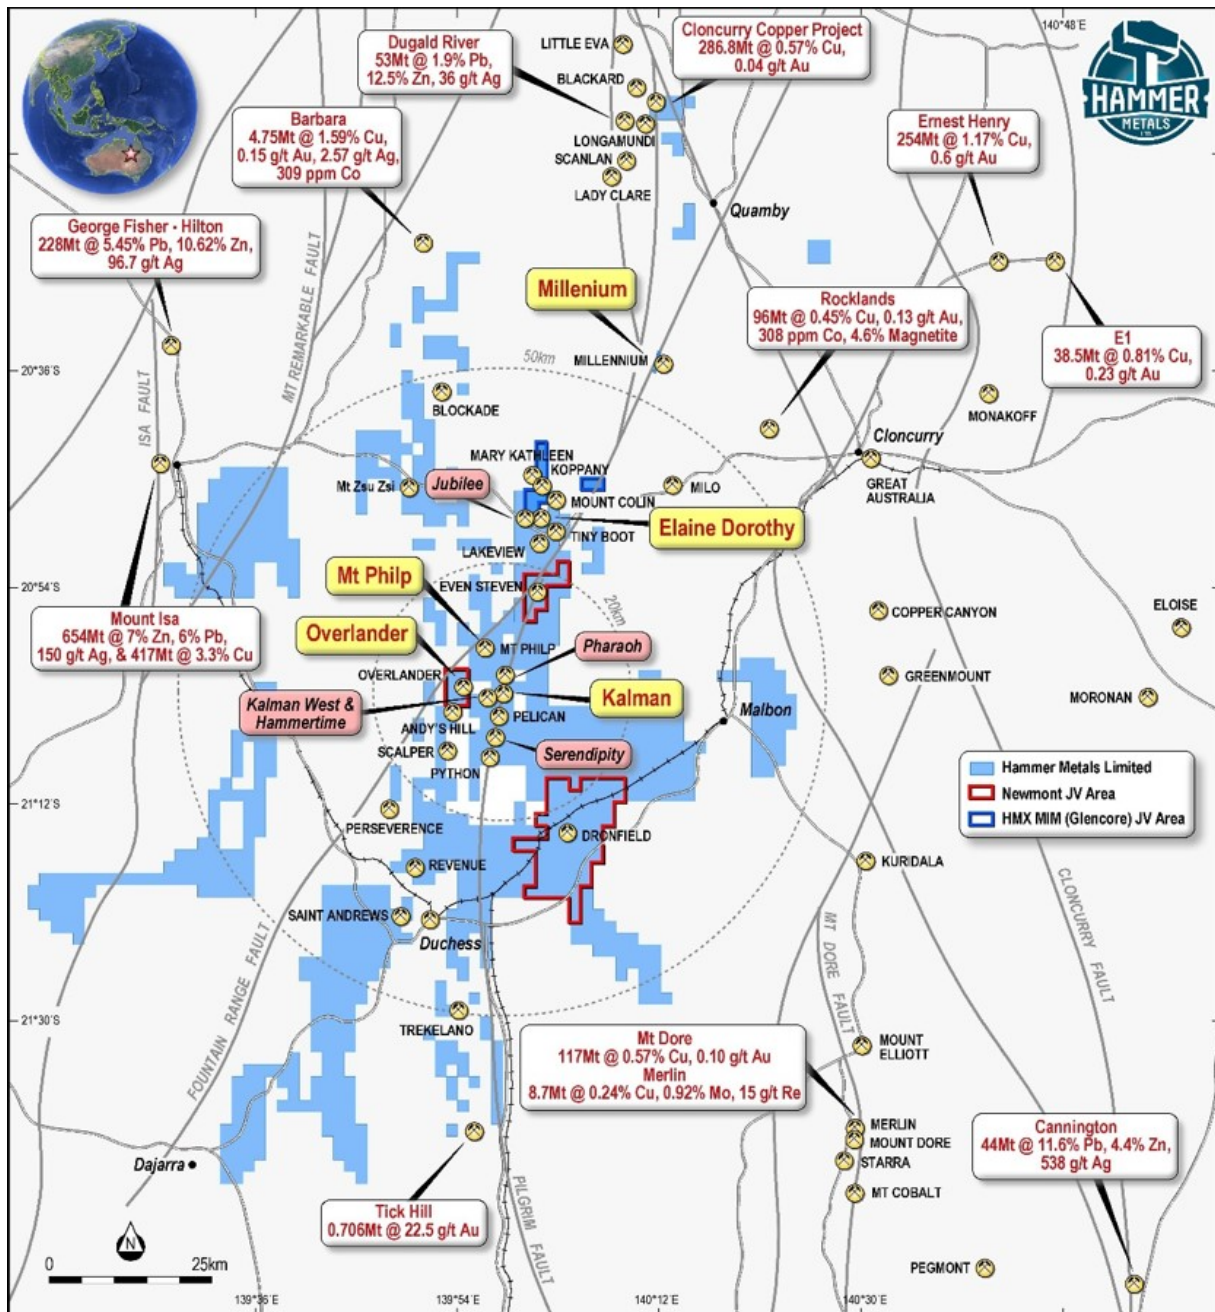 140°48'E
HAMMER
METALS
LTD.
Dugald River
53Mt @ 1.9% Pb,
12.5% Zn, 36 g/t Ag
LITTLE EVA
Cloncurry Copper Project
286.8Mt @ 0.57% Cu,
0.04 g/t Au
BLACKARD
Barbara
4.75Mt @ 1.59% Cu,
0.15 g/t Au, 2.57 g/t Ag,
309 ppm Co
LONGAMUNDI
SCANLAN
LADY CLARE
Ernest Henry
254Mt @ 1.17% Cu,
0.6 g/t Au
Quamby
George Fisher - Hilton
228Mt @ 5.45% Pb, 10.62% Zn,
96.7 g/t Ag
MT REMARKABLE FAULT
Millenium
Rocklands
96Mt @ 0.45% Cu, 0.13 g/t Au,
308 ppm Co, 4.6% Magnetite
E1
38.5Mt @ 0.81% Cu,
0.23 g/t Au
20°36'S
50km
MILLENNIUM
ISA FAULT
BLOCKADE
MONAKOFF
Cloncurry
MARY KATHLEEN
KOPPANY
Jubilee
Mt Zsu Zsi
MOUNT COLIN
MILO
GREAT
AUSTRALIA
Elaine Dorothy
TINY BOOT
LAKEVIEW
20°54'S
Mt Philp
EVEN STEVEN
20km
COPPER CANYON
ELOISE
Mount Isa
654Mt @ 7% Zn, 6% Pb,
150 g/t Ag, & 417Mt @ 3.3% Cu
Overlander
MT PHILP
Pharaoh
OVERLANDER
GREENMOUNT
Kalman West &
Hammertime
Kalman
MORONAN
ANDY'S HILL
PELICAN
Malbon
SCALPER
Serendipity
PYTHON
Hammer Metals Limited
Newmont JV Area
HMX MIM (Glencore) JV Area
21°12'S
PERSEVERENCE
DRONFIELD
REVENUE
KURIDALA
SAINT ANDREWS
Duchess
CLONCURRY FAULT
MT DORE FAULT
FOUNTAIN RANGE FAULT
21°30'S
TREKELANO
Mt Dore
117Mt @ 0.57% Cu, 0.10 g/t Au
Merlin
8.7Mt @ 0.24% Cu, 0.92% Mo, 15 g/t Re
MOUNT
ELLIOTT
MERLIN
MOUNT DORE
STARRA
MT COBALT
Cannington
44Mt @ 11.6% Pb, 4.4% Zn,
538 g/t Ag
Dajarra
PILGRIM FAULT
Tick Hill
0.706Mt @ 22.5 g/t Au
N
0 25km
PEGMONT
139°36'E
139°54'E
140°12'E
140°30'E